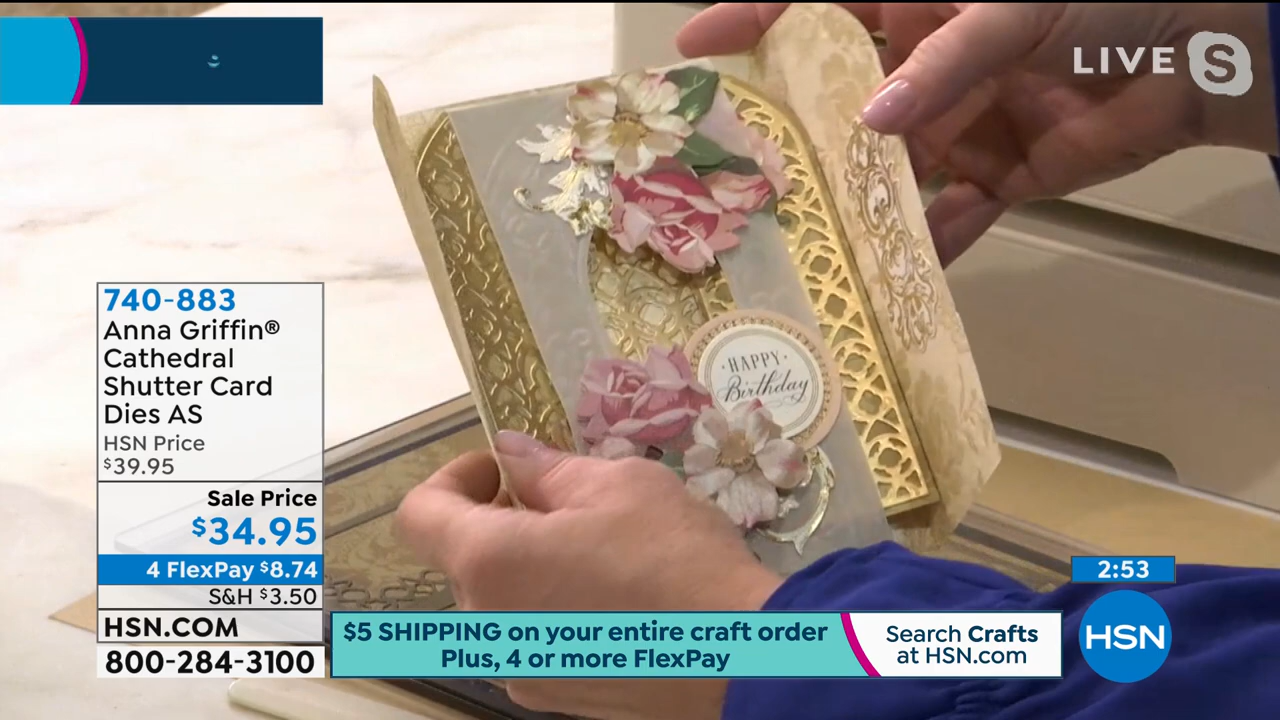 LIVE S
740-883
Anna Griffin®
Cathedral
Shutter Card
Dies AS
HSN Price
$39.95
Sale Price
$34.95
4 FlexPay $8.74
S&H $3.50
HSN.COM
800-284-3100
·HAPPY·
Birthday
$5 SHIPPING on your entire craft order
Plus, 4 or more FlexPay
Search Crafts
at HSN.com
2:53
HSN